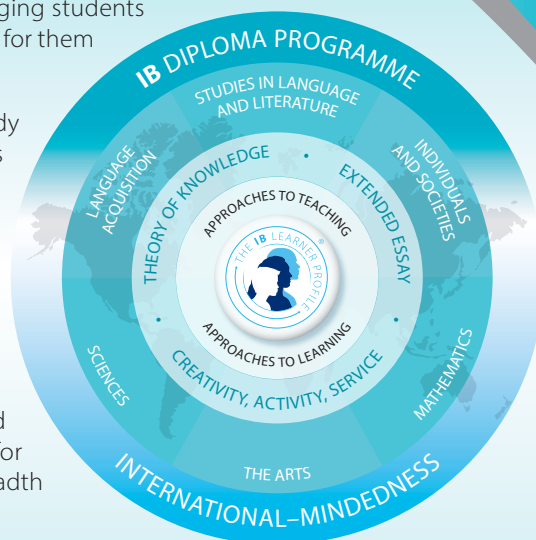 ging students
for them
dy
s
d
for
adth
IB DIPLOMA PROGRAMME
STUDIES IN LANGUAGE
AND LITERATURE
LANGUAGE
ACQUISITION
INDIVIDUALS
AND SOCIETIES
THEORY OF KNOWLEDGE
•
EXTENDED ESSAY
•
APPROACHES TO TEACHING
THE IB LEARNER PROFILE
®
APPROACHES TO LEARNING
•
CREATIVITY, ACTIVITY, SERVICE
SCIENCES
MATHEMATICS
THE ARTS
INTERNATIONAL–MINDEDNESS